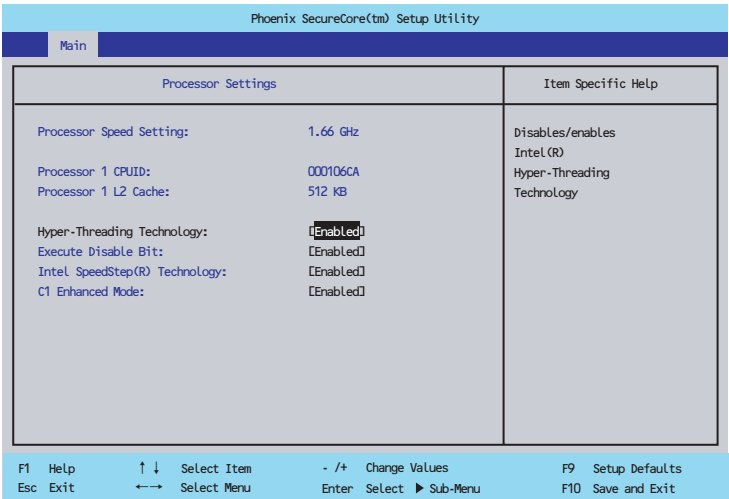 Phoenix SecureCore(tm) Setup Utility
Main
Processor Settings
Item Specific Help
Processor Speed Setting: 1.66 GHz
Processor 1 CPUID: 000106CA
Processor 1 L2 Cache: 512 KB
Hyper-Threading Technology: [Enabled]
Execute Disable Bit: [Enabled]
Intel SpeedStep(R) Technology: [Enabled]
C1 Enhanced Mode: [Enabled]
Disables/enables
Intel(R)
Hyper-Threading
Technology
F1 Help ↑ ↓ Select Item - /+ Change Values F9 Setup Defaults
Esc Exit ←→ Select Menu Enter Select ▶ Sub-Menu F10 Save and Exit